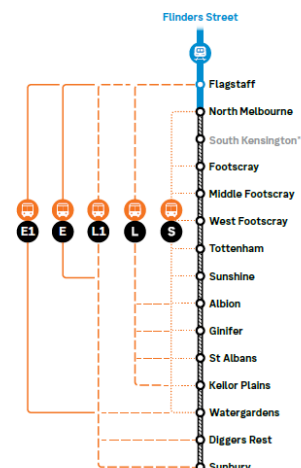 Flinders Street
Flagstaff
North Melbourne
South Kensington*
Footscray
Middle Footscray
E1 E L1 L S
West Footscray
Tottenham
Sunshine
Albion
Ginifer
St Albans
Keilor Plains
Watergardens
Diggers Rest
Sunbury